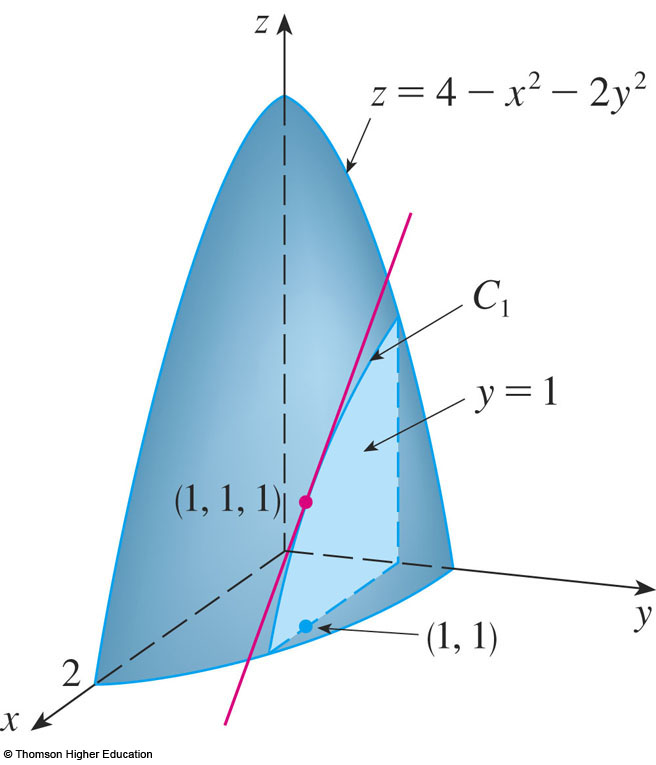 z
z = 4 − x² − 2y²
C₁
y = 1
(1, 1, 1)
y
(1, 1)
2
x
© Thomson Higher Education